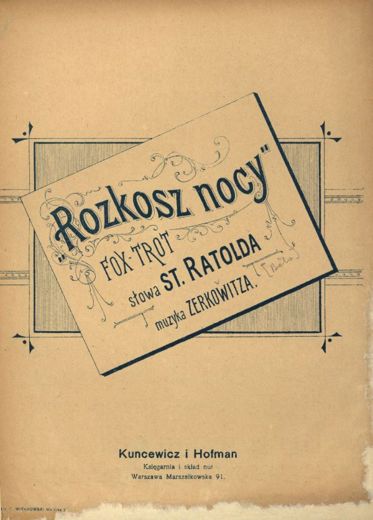 "Rozkosz nocy"
FOX TROT
słowa ST. RATOLDA
muzyka ZERKOWITZA.
Kuncewicz i Hofman
Księgarnia i skład nut
Warszawa Marszałkowska 91.